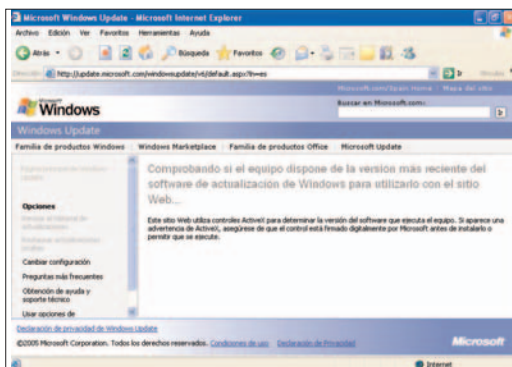 Microsoft Windows Update - Microsoft Internet Explorer
Archivo Edición Ver Favoritos Herramientas Ayuda
Atrás Búsqueda Favoritos
http://update.microsoft.com/windowsupdate/v6/default.aspx?ln=es Ir
Microsoft.com/Spain Home Mapa del sitio
Buscar en Microsoft.com:
Microsoft
Windows
Windows Update
Familia de productos Windows Windows Marketplace Familia de productos Office Microsoft Update
Comprobando si el equipo dispone de la versión más reciente del
software de actualización de Windows para utilizarlo con el sitio
Web...
Este sitio Web utiliza controles ActiveX para determinar la versión del software que ejecuta el equipo. Si aparece una
advertencia de ActiveX, asegúrese de que el control está firmado digitalmente por Microsoft antes de instalarlo o
permitir que se ejecute.
Opciones
Cambiar configuración
Preguntas más frecuentes
Obtención de ayuda y
soporte técnico
Usar opciones de
Declaración de privacidad de Windows Update
©2005 Microsoft Corporation. Todos los derechos reservados. Condiciones de uso Declaración de Privacidad
Microsoft
Internet